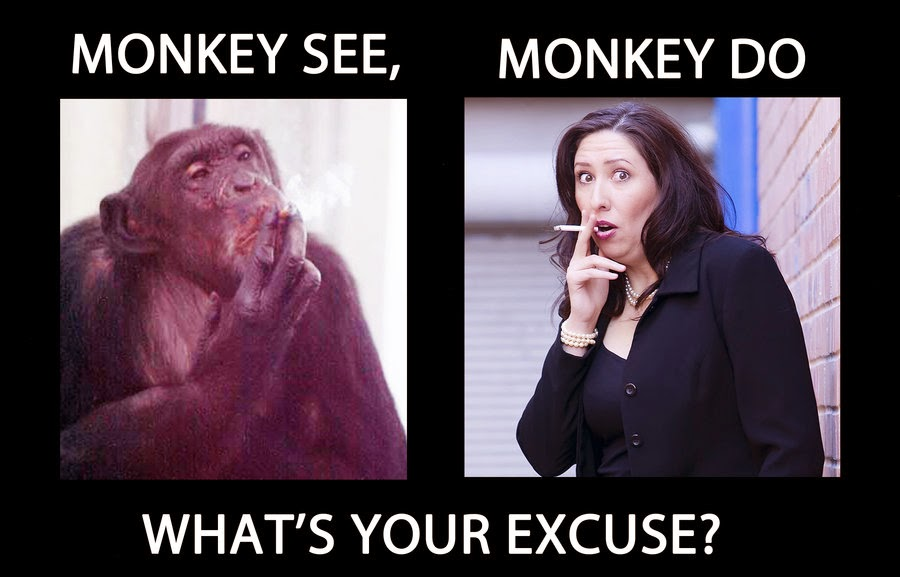 MONKEY SEE,
MONKEY DO
WHAT'S YOUR EXCUSE?